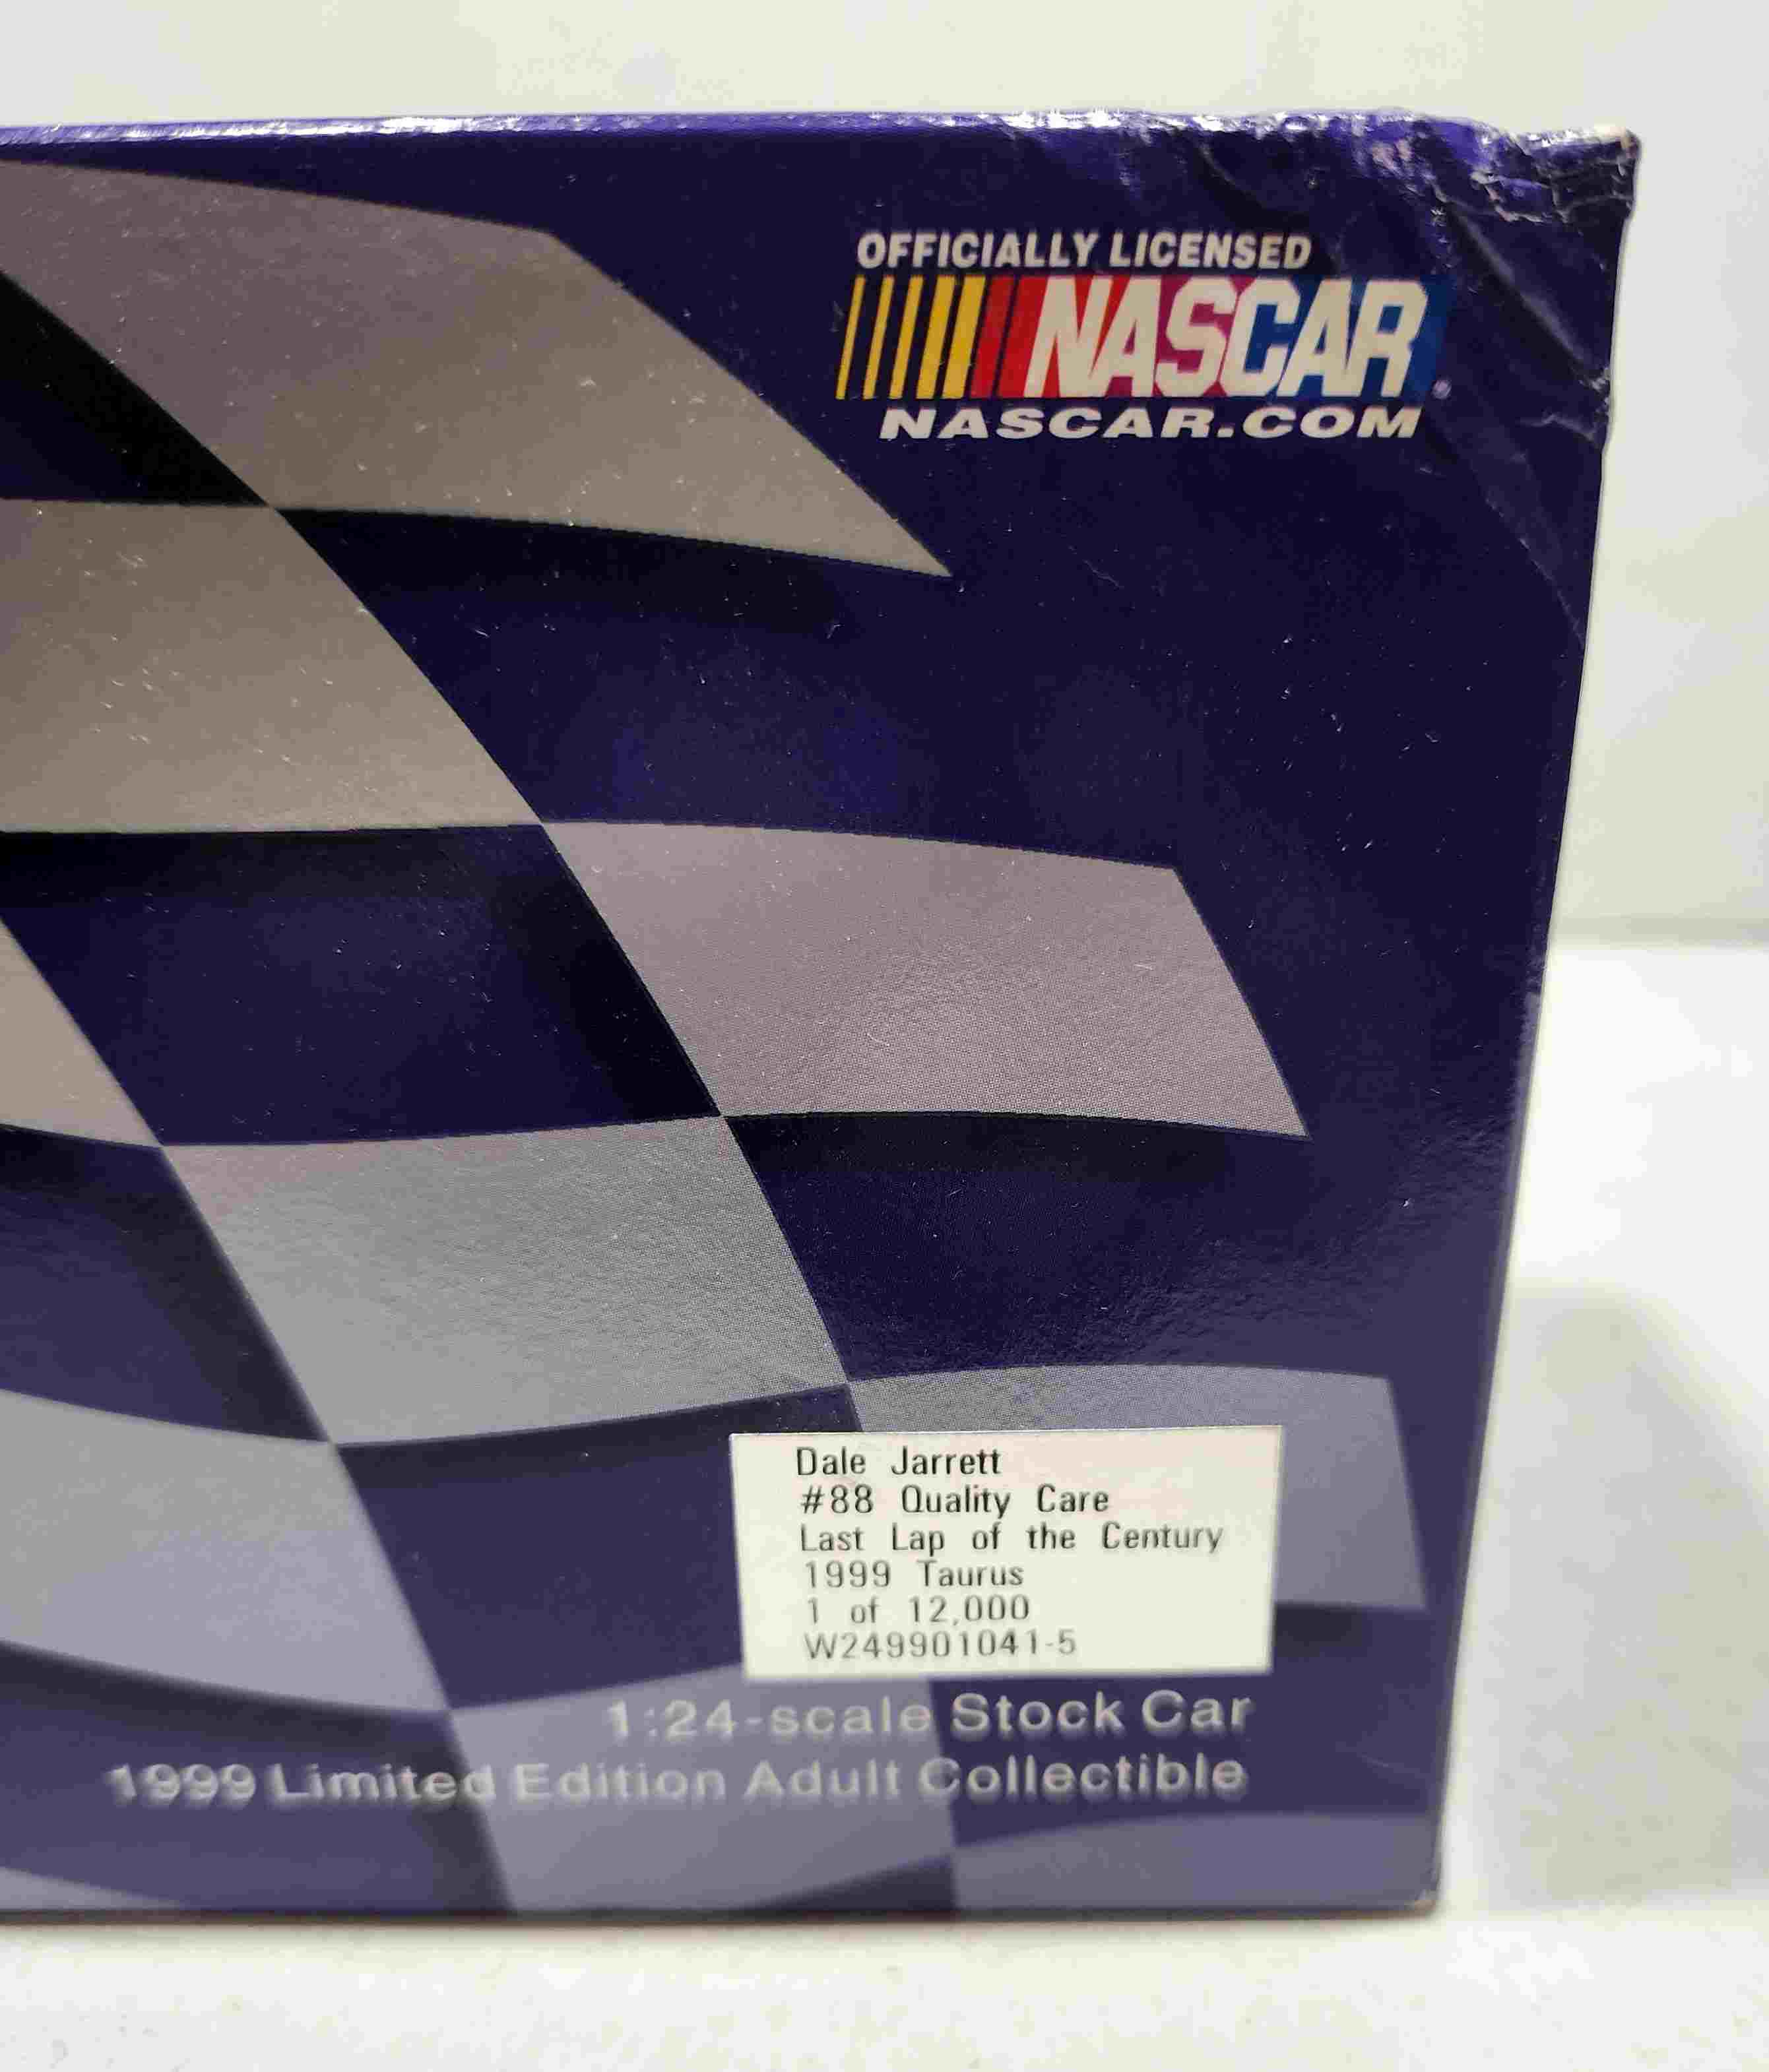 OFFICIALLY LICENSED
NASCAR
NASCAR.COM
Dale Jarrett
#88 Quality Care
Last Lap of the Century
1999 Taurus
1 of 12,000
W249901041-5
1:24-scale Stock Car
1999 Limited Edition Adult Collectible